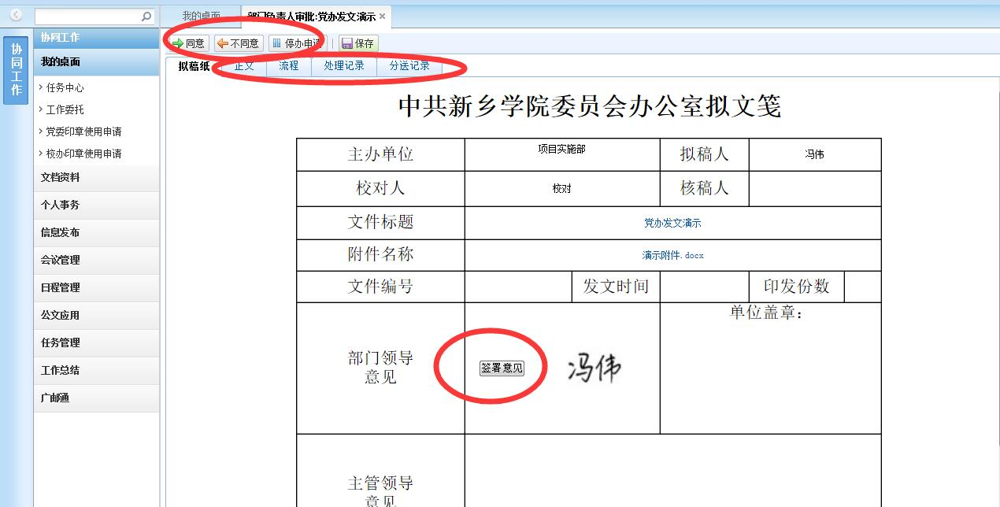 我的桌面
部门负责人审批:党办发文演示
协同工作
协同工作
我的桌面
任务中心
工作委托
党委印章使用申请
校办印章使用申请
文档资料
个人事务
信息发布
会议管理
日程管理
公文应用
任务管理
工作总结
广邮通
同意 不同意 停办申请 保存
拟稿纸 正文 流程 处理记录 分送记录
中共新乡学院委员会办公室拟文笺
主办单位 项目实施部 拟稿人 冯伟
校对人 校对 核稿人
文件标题 党办发文演示
附件名称 演示附件.docx
文件编号 发文时间 印发份数
单位盖章:
部门领导
意见
签署意见 冯伟
主管领导
意见